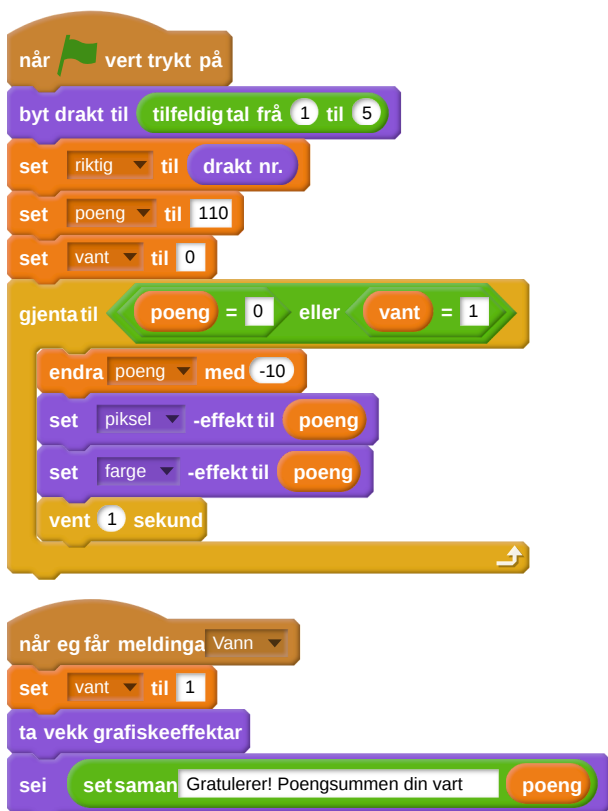 når vert trykt på
byt drakt til tilfeldig tal frå 1 til 5
set riktig til drakt nr.
set poeng til 110
set vant til 0
gjenta til poeng = 0 eller vant = 1
endra poeng med -10
set piksel -effekt til poeng
set farge -effekt til poeng
vent 1 sekund
når eg får meldinga Vann
set vant til 1
ta vekk grafiskeeffektar
sei set saman Gratulerer! Poengsummen din vart poeng